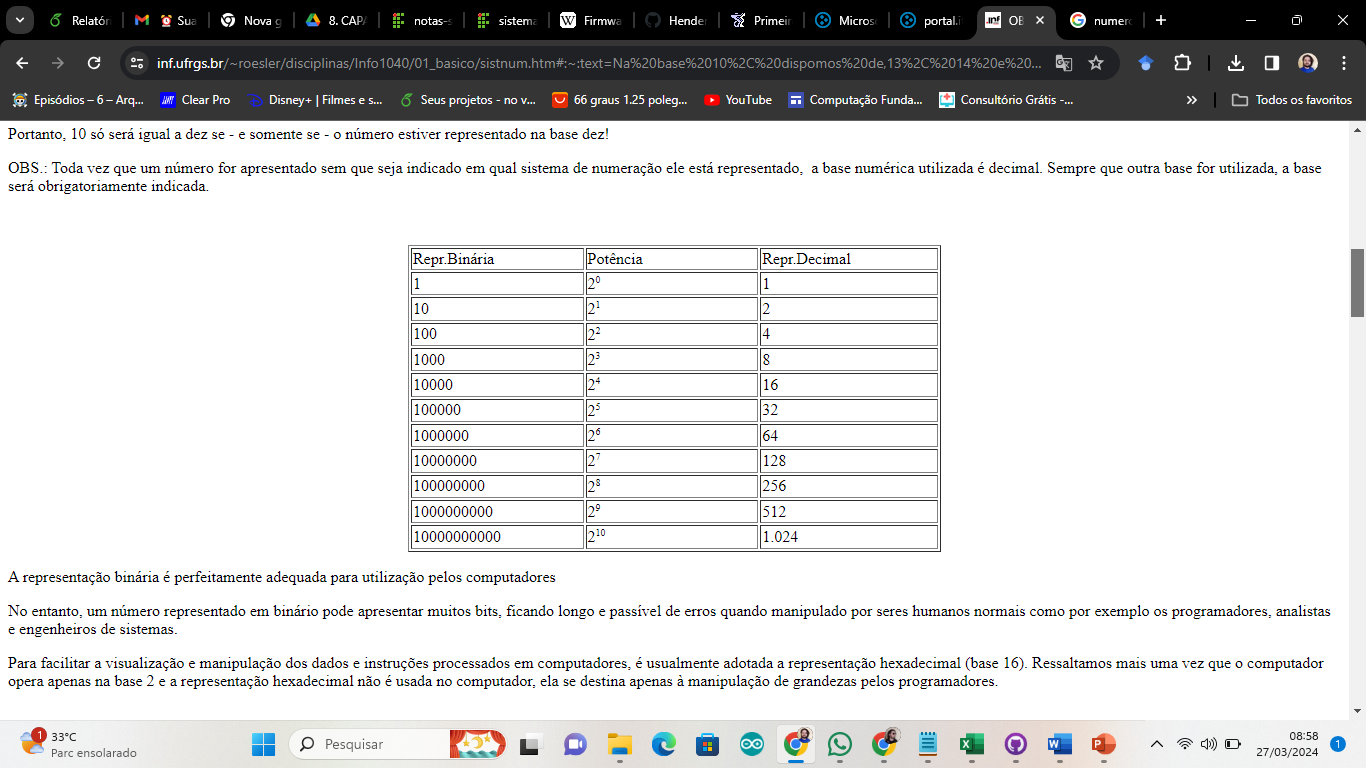 Relatóri
Sua
Nova g
8. CAPA
notas-s
sistema
Firmwa
Hender
Primeir
Micros
portal.i
.inf
OB
numerc
inf.ufrgs.br/~roesler/disciplinas/Info1040/01_basico/sistnum.htm#:~:text=Na%20base%2010%2C%20dispomos%20de,13%2C%2014%20e%20...
Episódios – 6 – Arq...
Clear Pro
Disney+ | Filmes e s...
Seus projetos - no v...
66 graus 1.25 poleg...
YouTube
Computação Funda...
Consultório Grátis -...
»
Todos os favoritos
Portanto, 10 só será igual a dez se - e somente se - o número estiver representado na base dez!
OBS.: Toda vez que um número for apresentado sem que seja indicado em qual sistema de numeração ele está representado,  a base numérica utilizada é decimal. Sempre que outra base for utilizada, a base
será obrigatoriamente indicada.
Repr.Binária Potência Repr.Decimal
1 2⁰ 1
10 2¹ 2
100 2² 4
1000 2³ 8
10000 2⁴ 16
100000 2⁵ 32
1000000 2⁶ 64
10000000 2⁷ 128
100000000 2⁸ 256
1000000000 2⁹ 512
10000000000 2¹⁰ 1.024
A representação binária é perfeitamente adequada para utilização pelos computadores
No entanto, um número representado em binário pode apresentar muitos bits, ficando longo e passível de erros quando manipulado por seres humanos normais como por exemplo os programadores, analistas
e engenheiros de sistemas.
Para facilitar a visualização e manipulação dos dados e instruções processados em computadores, é usualmente adotada a representação hexadecimal (base 16). Ressaltamos mais uma vez que o computador
opera apenas na base 2 e a representação hexadecimal não é usada no computador, ela se destina apenas à manipulação de grandezas pelos programadores.
1
33°C
Parc ensolarado
Pesquisar
08:58
27/03/2024
1